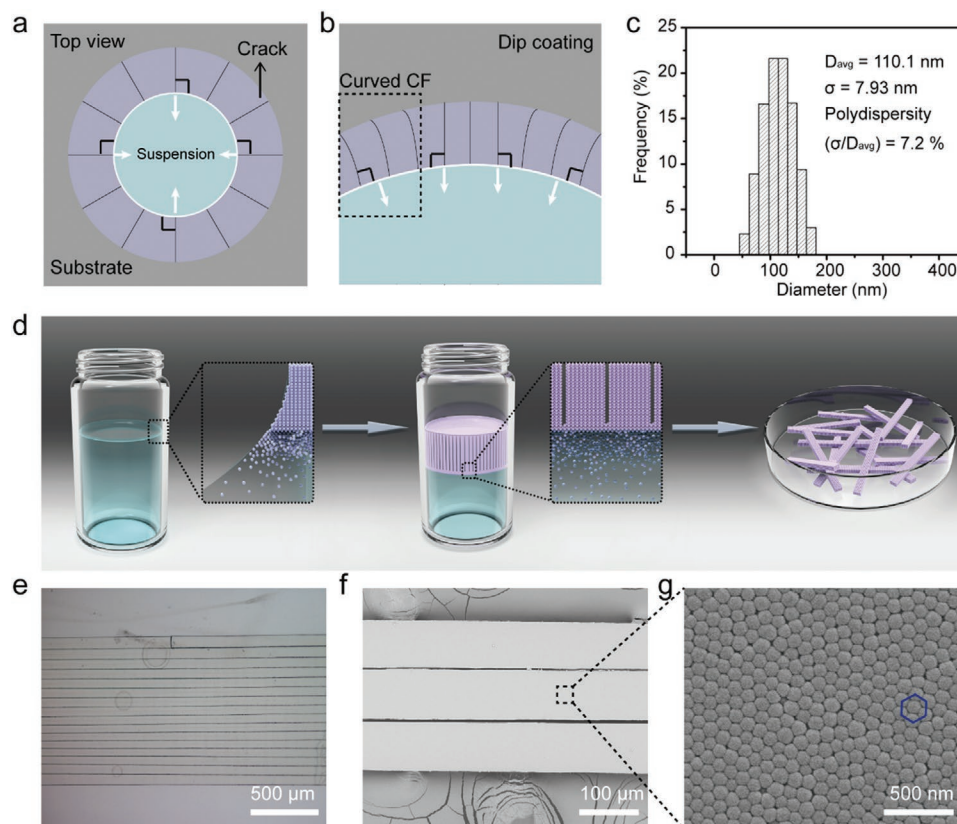 a
Top view
Crack
Suspension
Substrate
b
Dip coating
Curved CF
c
Frequency (%)
25
20
15
10
5
0
Davg = 110.1 nm
σ = 7.93 nm
Polydispersity
(σ/Davg) = 7.2 %
0 100 200 300 400
Diameter (nm)
d
e
500 µm
f
100 µm
g
500 nm